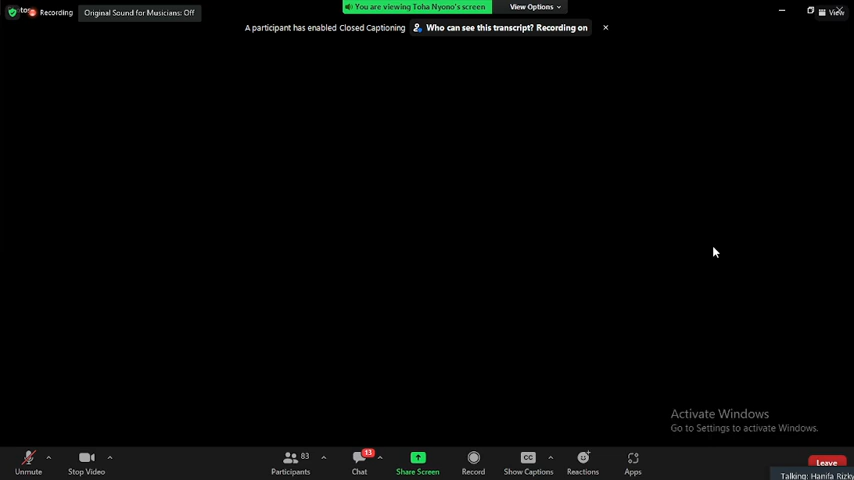 Recording
Original Sound for Musicians: Off
You are viewing Toha Nyono's screen
View Options
View
A participant has enabled Closed Captioning
Who can see this transcript? Recording on
Activate Windows
Go to Settings to activate Windows.
Unmute
Stop Video
Participants
83
Chat
33
Share Screen
Record
CC
Show Captions
Reactions
Apps
Leave
Talking: Hanifa Rizky